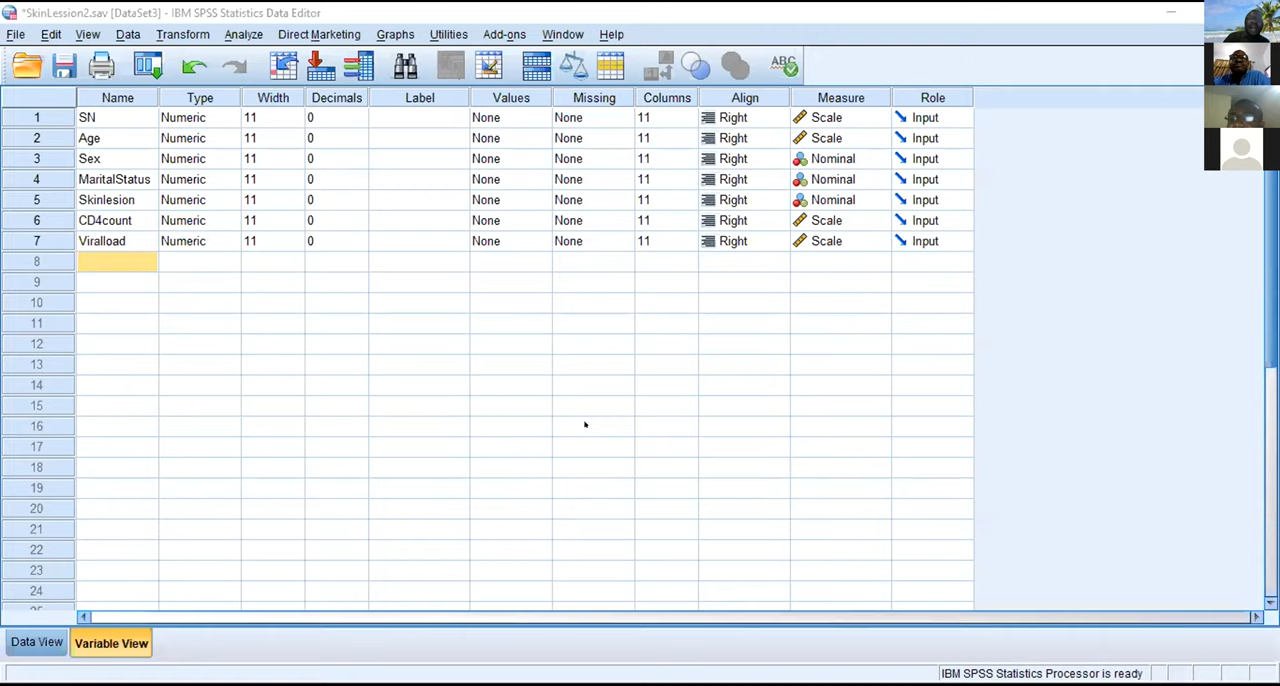 *SkinLession2.sav [DataSet3] - IBM SPSS Statistics Data Editor
File Edit View Data Transform Analyze Direct Marketing Graphs Utilities Add-ons Window Help
ABC
Name Type Width Decimals Label Values Missing Columns Align Measure Role
1 SN Numeric 11 0 None None 11 Right Scale Input
2 Age Numeric 11 0 None None 11 Right Scale Input
3 Sex Numeric 11 0 None None 11 Right Nominal Input
4 MaritalStatus Numeric 11 0 None None 11 Right Nominal Input
5 Skinlesion Numeric 11 0 None None 11 Right Nominal Input
6 CD4count Numeric 11 0 None None 11 Right Scale Input
7 Viralload Numeric 11 0 None None 11 Right Scale Input
8
9
10
11
12
13
14
15
16
17
18
19
20
21
22
23
24
Data View Variable View
IBM SPSS Statistics Processor is ready